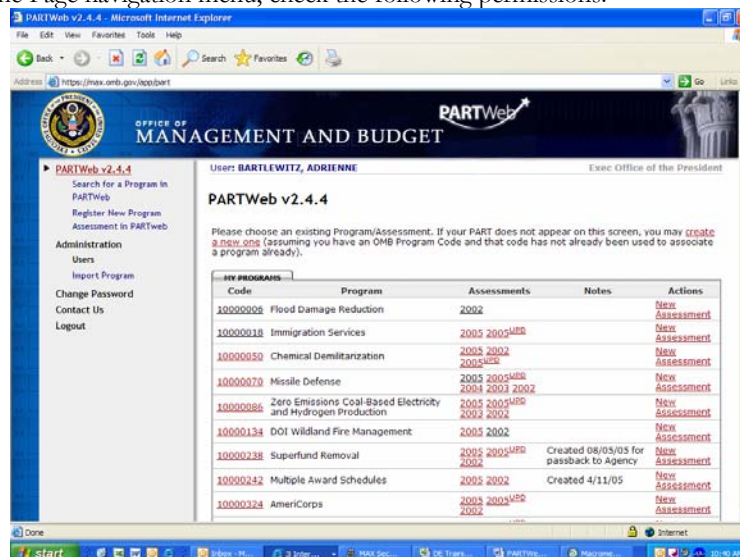 ne Page navigation menu, check the following permissions.
PARTWeb v2.4.4 - Microsoft Internet Explorer
File Edit View Favorites Tools Help
Back Search Favorites
Address https://max.omb.gov/app/part Go Links
OFFICE OF
MANAGEMENT AND BUDGET
PARTWeb
PARTWeb v2.4.4
Search for a Program in
PARTWeb
Register New Program
Assessment in PARTweb
Administration
Users
Import Program
Change Password
Contact Us
Logout
User: BARTLEWITZ, ADRIENNE Exec Office of the President
PARTWeb v2.4.4
Please choose an existing Program/Assessment. If your PART does not appear on this screen, you may create
a new one (assuming you have an OMB Program Code and that code has not already been used to associate
a program already).
MY PROGRAMS
Code Program Assessments Notes Actions
10000006 Flood Damage Reduction 2002 New
Assessment
10000018 Immigration Services 2005 2005UPD New
Assessment
10000050 Chemical Demilitarization 2005 2002
2005UPD New
Assessment
10000070 Missile Defense 2005 2005UPD
2004 2003 2002 New
Assessment
10000086 Zero Emissions Coal-Based Electricity
and Hydrogen Production 2005 2005UPD
2003 2002 New
Assessment
10000134 DOI Wildland Fire Management 2005 2002 New
Assessment
10000238 Superfund Removal 2005 2005UPD
2002 Created 08/05/05 for
passback to Agency New
Assessment
10000242 Multiple Award Schedules 2005 2002 Created 4/11/05 New
Assessment
10000324 AmeriCorps 2005 2005UPD
2002 New
Assessment
Done Internet
start Inbox - M... 3 Inter... MAX Sec... DE Trans... PARTWe... Macrome... 10:40 AM